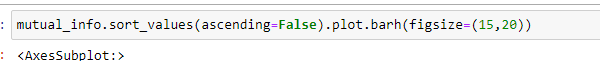 : mutual_info.sort_values(ascending=False).plot.barh(figsize=(15,20))
: <AxesSubplot:>